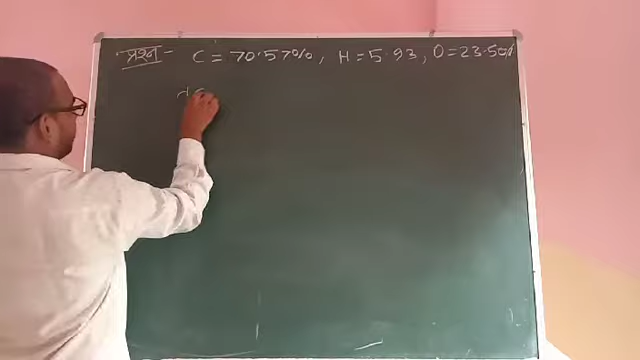 प्रश्न - C = 70.57%, H = 5.93, O = 23.50%